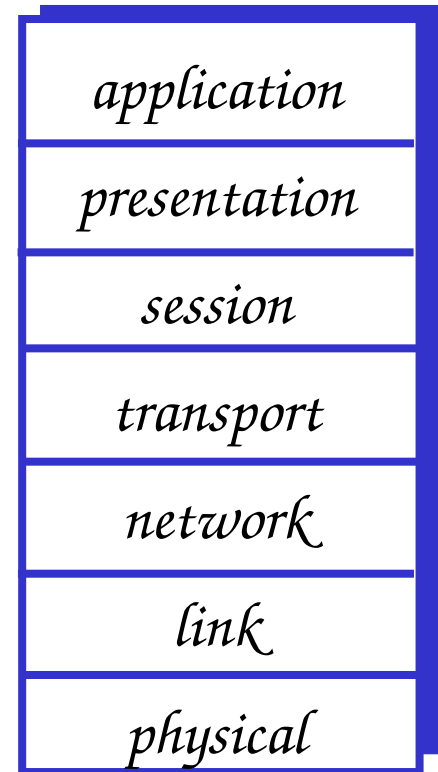 application
presentation
session
transport
network
link
physical